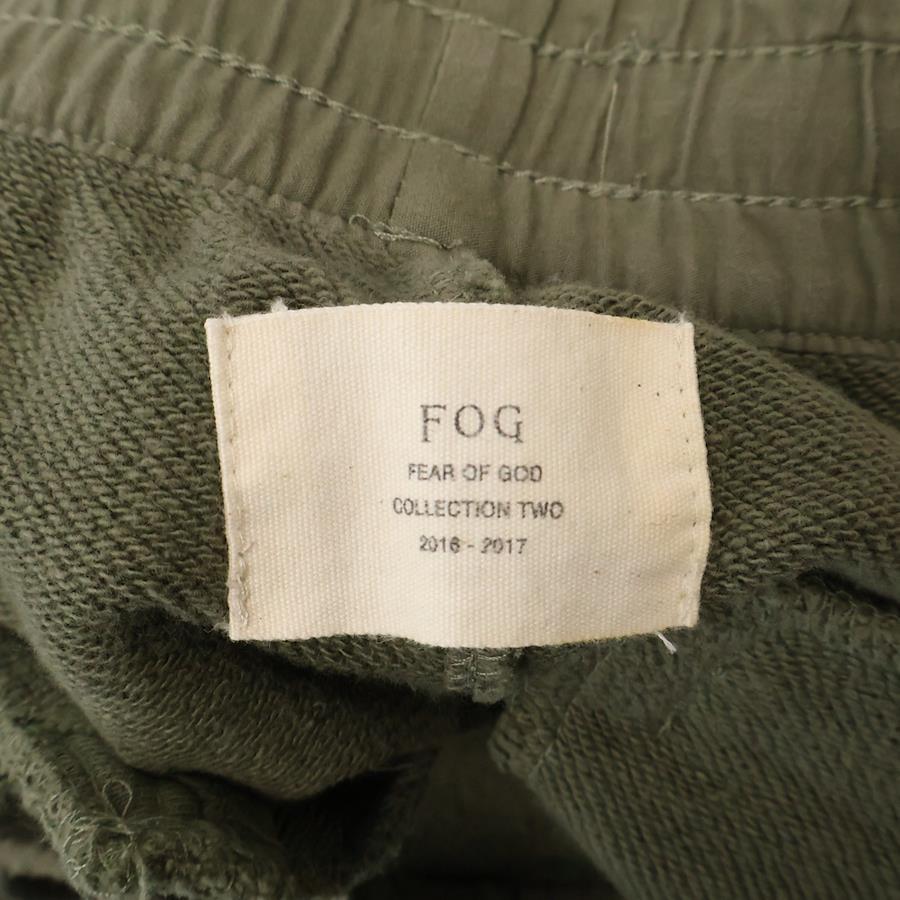 FOG
FEAR OF GOD
COLLECTION TWO
2016 - 2017